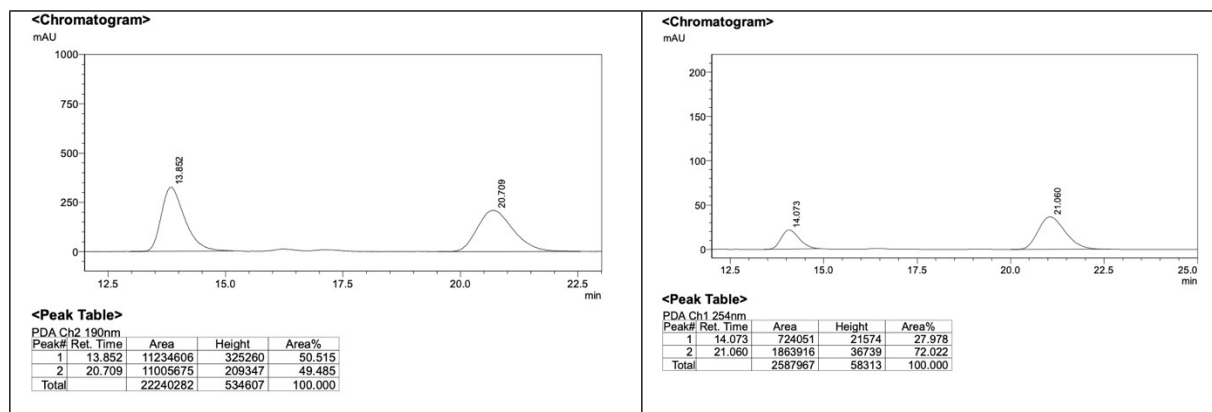 <Chromatogram>
mAU
1000
750
500
250
0
13.852
20.709
12.5 15.0 17.5 20.0 22.5
min
<Peak Table>
PDA Ch2 190nm
Peak# Ret. Time Area Height Area%
1 13.852 11234606 325260 50.515
2 20.709 11005675 209347 49.485
Total 22240282 534607 100.000
<Chromatogram>
mAU
200
150
100
50
0
14.073
21.060
12.5 15.0 17.5 20.0 22.5 25.0
min
<Peak Table>
PDA Ch1 254nm
Peak# Ret. Time Area Height Area%
1 14.073 724051 21574 27.978
2 21.060 1863916 36739 72.022
Total 2587967 58313 100.000